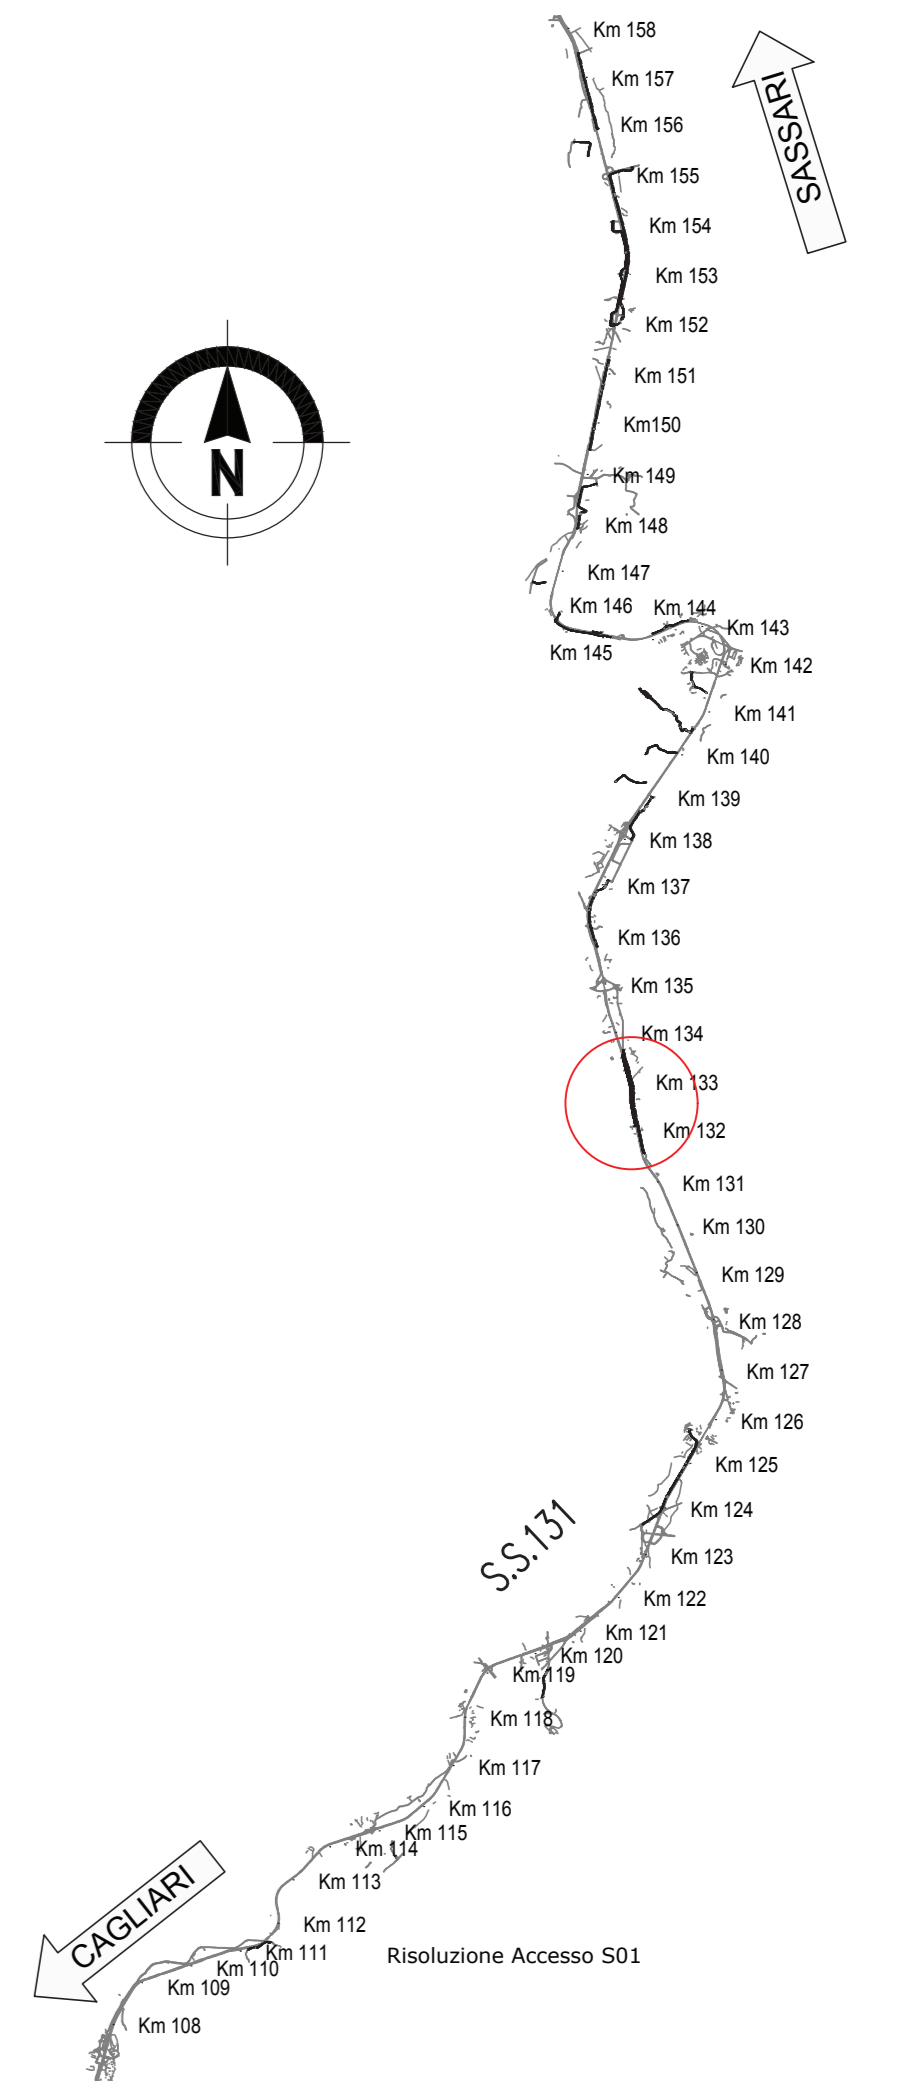 Km 158
SASSARI
Km 157
Km 156
Km 155
Km 154
Km 153
Km 152
Km 151
Km150
N
Km 149
Km 148
Km 147
Km 146
Km 144
Km 143
Km 145
Km 142
Km 141
Km 140
Km 139
Km 138
Km 137
Km 136
Km 135
Km 134
Km 133
Km 132
Km 131
Km 130
Km 129
Km 128
Km 127
Km 126
Km 125
Km 124
S.S.131
Km 123
Km 122
Km 121
Km 120
Km 119
Km 118
Km 117
Km 116
Km 115
Km 114
Km 113
CAGLIARI
Km 112
Km 111
Risoluzione Accesso S01
Km 110
Km 109
Km 108